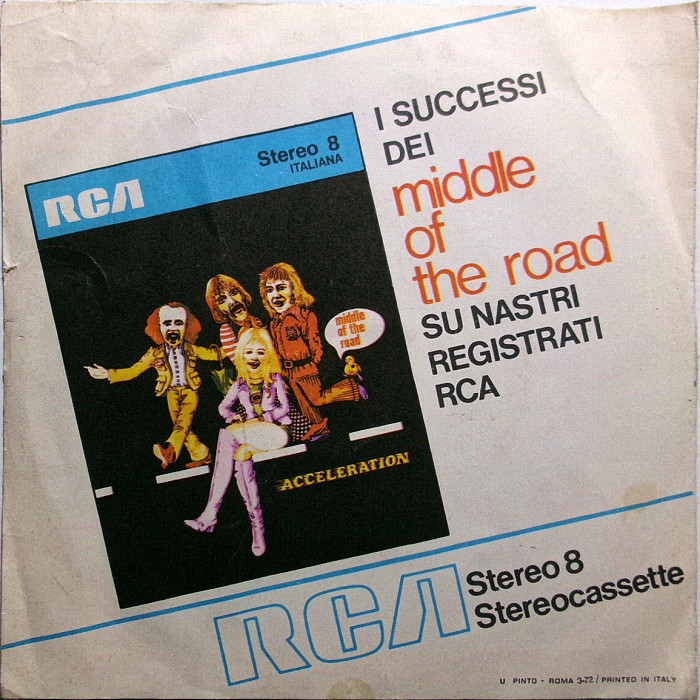 RCA
Stereo 8
ITALIANA
middle
of the
road
ACCELERATION
I SUCCESSI
DEI
middle
of
the road
SU NASTRI
REGISTRATI
RCA
RCA
Stereo 8
Stereocassette
U PINTO - ROMA 3-72 / PRINTED IN ITALY